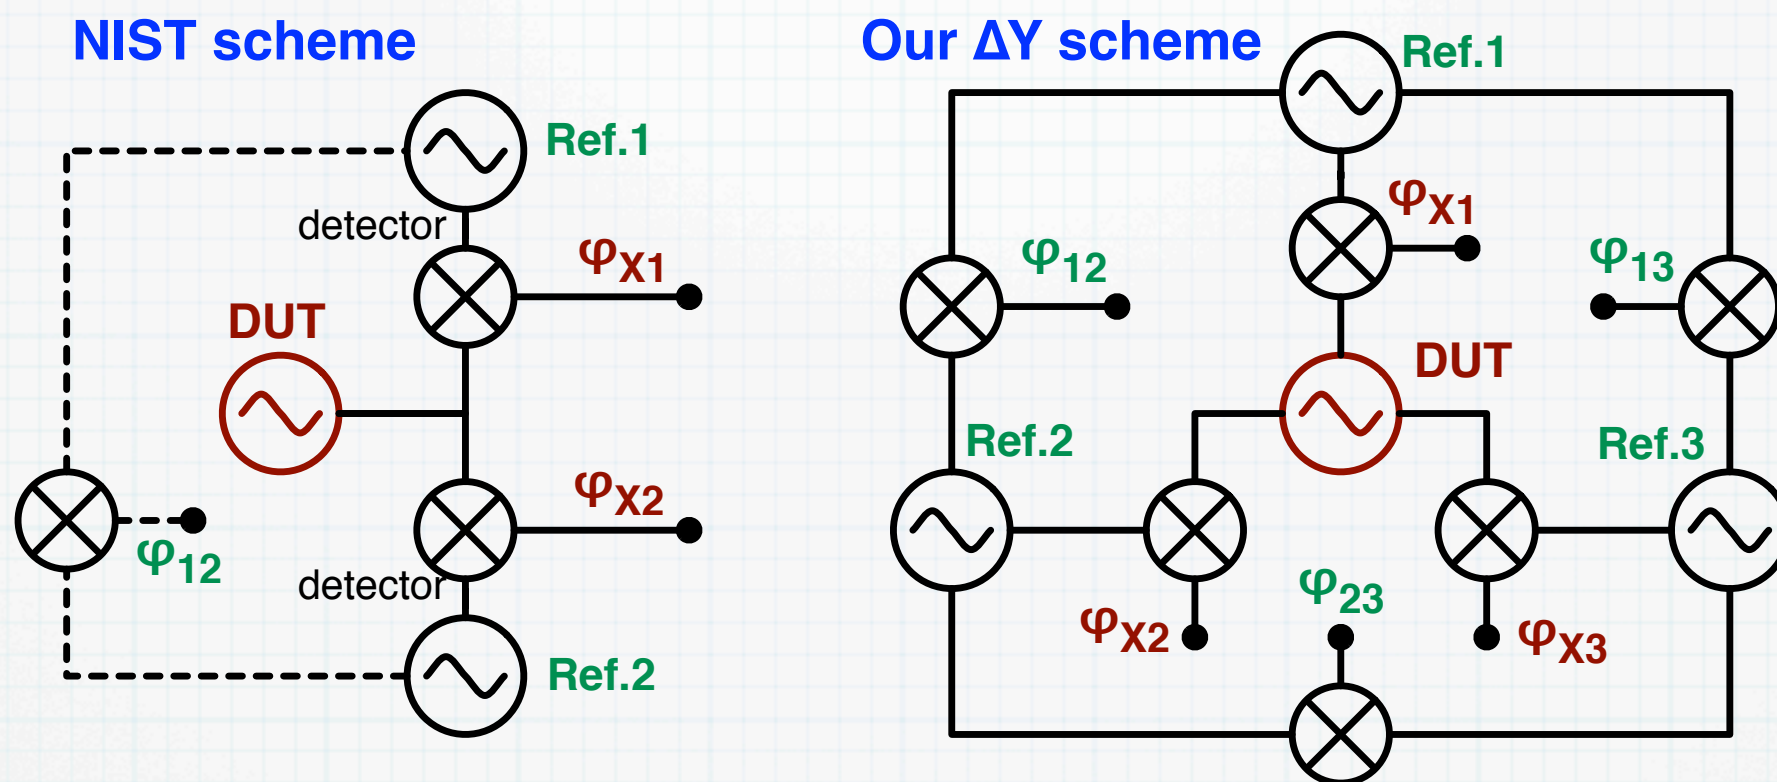 NIST scheme
Ref.1
detector
φX1
DUT
φX2
φ12
detector
Ref.2
Our ΔY scheme
Ref.1
φX1
φ12
φ13
DUT
Ref.2
Ref.3
φ23
φX2
φX3